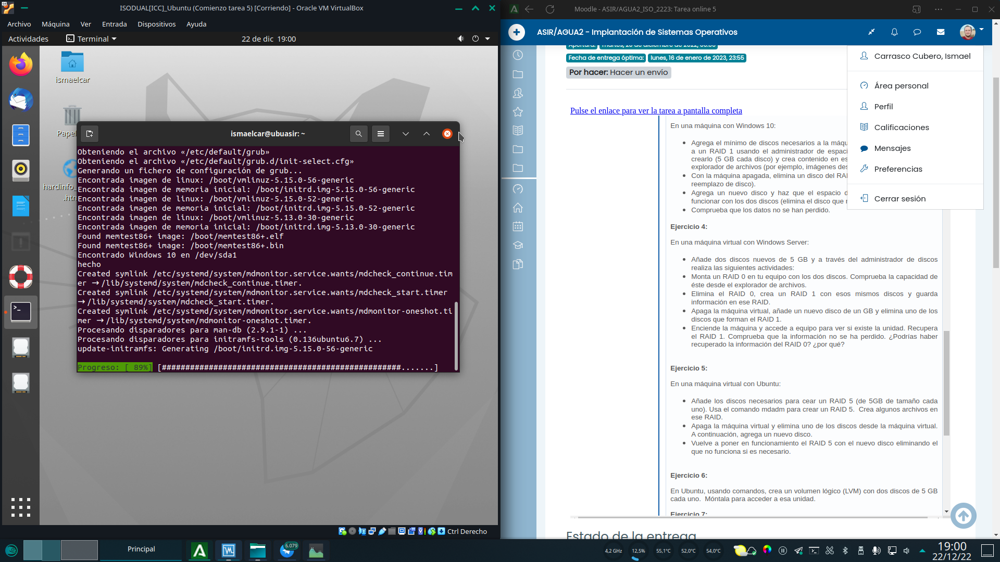 ISODUAL[ICC]_Ubuntu (Comienzo tarea 5) [Corriendo] - Oracle VM VirtualBox
Archivo Máquina Ver Entrada Dispositivos Ayuda
Actividades Terminal 22 de dic 19:00
ismaelcar
Papel
hardinfo_
.htm
ismaelcar@ubuasir: ~
Obteniendo el archivo «/etc/default/grub»
Obteniendo el archivo «/etc/default/grub.d/init-select.cfg»
Generando un fichero de configuración de grub...
Encontrada imagen de linux: /boot/vmlinuz-5.15.0-56-generic
Encontrada imagen de memoria inicial: /boot/initrd.img-5.15.0-56-generic
Encontrada imagen de linux: /boot/vmlinuz-5.15.0-52-generic
Encontrada imagen de memoria inicial: /boot/initrd.img-5.15.0-52-generic
Encontrada imagen de linux: /boot/vmlinuz-5.13.0-30-generic
Encontrada imagen de memoria inicial: /boot/initrd.img-5.13.0-30-generic
Found memtest86+ image: /boot/memtest86+.elf
Found memtest86+ image: /boot/memtest86+.bin
Encontrado Windows 10 en /dev/sda1
hecho
Created symlink /etc/systemd/system/mdmonitor.service.wants/mdcheck_continue.tim
er → /lib/systemd/system/mdcheck_continue.timer.
Created symlink /etc/systemd/system/mdmonitor.service.wants/mdcheck_start.timer
→ /lib/systemd/system/mdcheck_start.timer.
Created symlink /etc/systemd/system/mdmonitor.service.wants/mdmonitor-oneshot.ti
mer → /lib/systemd/system/mdmonitor-oneshot.timer.
Procesando disparadores para man-db (2.9.1-1) ...
Procesando disparadores para initramfs-tools (0.136ubuntu6.7) ...
update-initramfs: Generating /boot/initrd.img-5.15.0-56-generic
Progreso: [ 89%] [###################################################.......]
Ctrl Derecho
Moodle - ASIR/AGUA2_ISO_2223: Tarea online 5
ASIR/AGUA2 - Implantación de Sistemas Operativos
Apertura:
Fecha de entrega óptima: lunes, 16 de enero de 2023, 23:55
Por hacer: Hacer un envío
Carrasco Cubero, Ismael
Área personal
Perfil
Calificaciones
Mensajes
Preferencias
Cerrar sesión
Pulse el enlace para ver la tarea a pantalla completa
En una máquina con Windows 10:
Agrega el mínimo de discos necesarios a la máqu
a un RAID 1 usando el administrador de espaci
crearlo (5 GB cada disco) y crea contenido en es
explorador de archivos (por ejemplo, imágenes des
Con la máquina apagada, elimina un disco del RAI
reemplazo de disco).
Agrega un nuevo disco y haz que el espacio d
funcionar con los dos discos (elimina el disco que n
Comprueba que los datos no se han perdido.
Ejercicio 4:
En una máquina virtual con Windows Server:
Añade dos discos nuevos de 5 GB y a través del administrador de discos
realiza las siguientes actividades:
Monta un RAID 0 en tu equipo con los dos discos. Comprueba la capacidad de
éste desde el explorador de archivos.
Elimina el RAID 0, crea un RAID 1 con esos mismos discos y guarda
información en ese RAID.
Apaga la máquina virtual, añade un nuevo disco de un GB y elimina uno de los
discos que forman el RAID 1.
Enciende la máquina y accede a equipo para ver si existe la unidad. Recupera
el RAID 1. Comprueba que la información no se ha perdido. ¿Podrías haber
recuperado la información del RAID 0? ¿por qué?
Ejercicio 5:
En una máquina virtual con Ubuntu:
Añade los discos necesarios para cear un RAID 5 (de 5GB de tamaño cada
uno). Usa el comando mdadm para crear un RAID 5. Crea algunos archivos en
ese RAID.
Apaga la máquina virtual y elimina uno de los discos desde la máquina virtual.
A continuación, agrega un nuevo disco.
Vuelve a poner en funcionamiento el RAID 5 con el nuevo disco eliminando el
que no funciona si es necesario.
Ejercicio 6:
En Ubuntu, usando comandos, crea un volumen lógico (LVM) con dos discos de 5 GB
cada uno. Móntala para acceder a esa unidad.
Ejercicio 7:
Estado de la entrega
Principal
6.079
4,2 GHz 12,5% 55,1°C 52,0°C 54,0°C
19:00
22/12/22